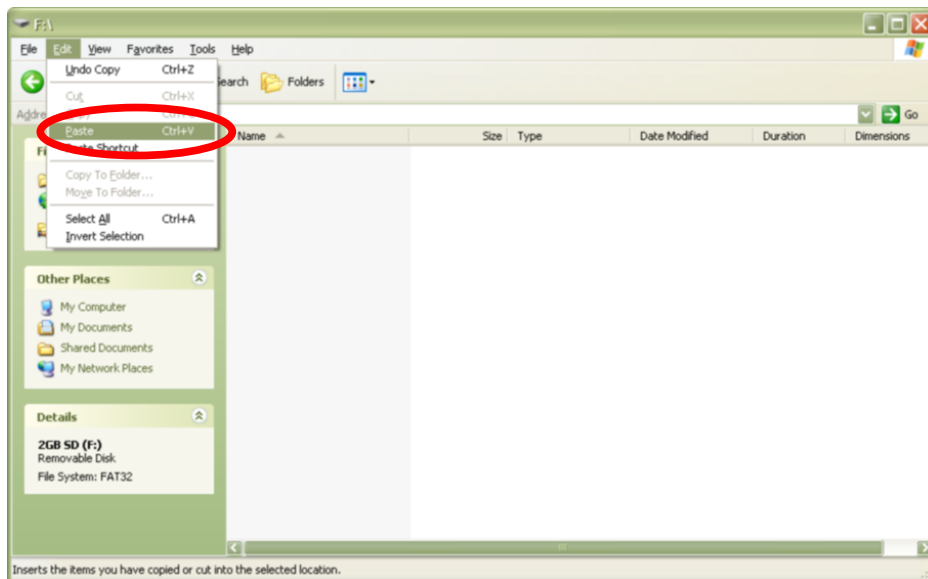 F:\
File Edit View Favorites Tools Help
Undo Copy Ctrl+Z
Search Folders
Cut Ctrl+X
Go
Paste Ctrl+V
Paste Shortcut
Copy To Folder...
Move To Folder...
Select All Ctrl+A
Invert Selection
Name Size Type Date Modified Duration Dimensions
Other Places
My Computer
My Documents
Shared Documents
My Network Places
Details
2GB SD (F:)
Removable Disk
File System: FAT32
Inserts the items you have copied or cut into the selected location.